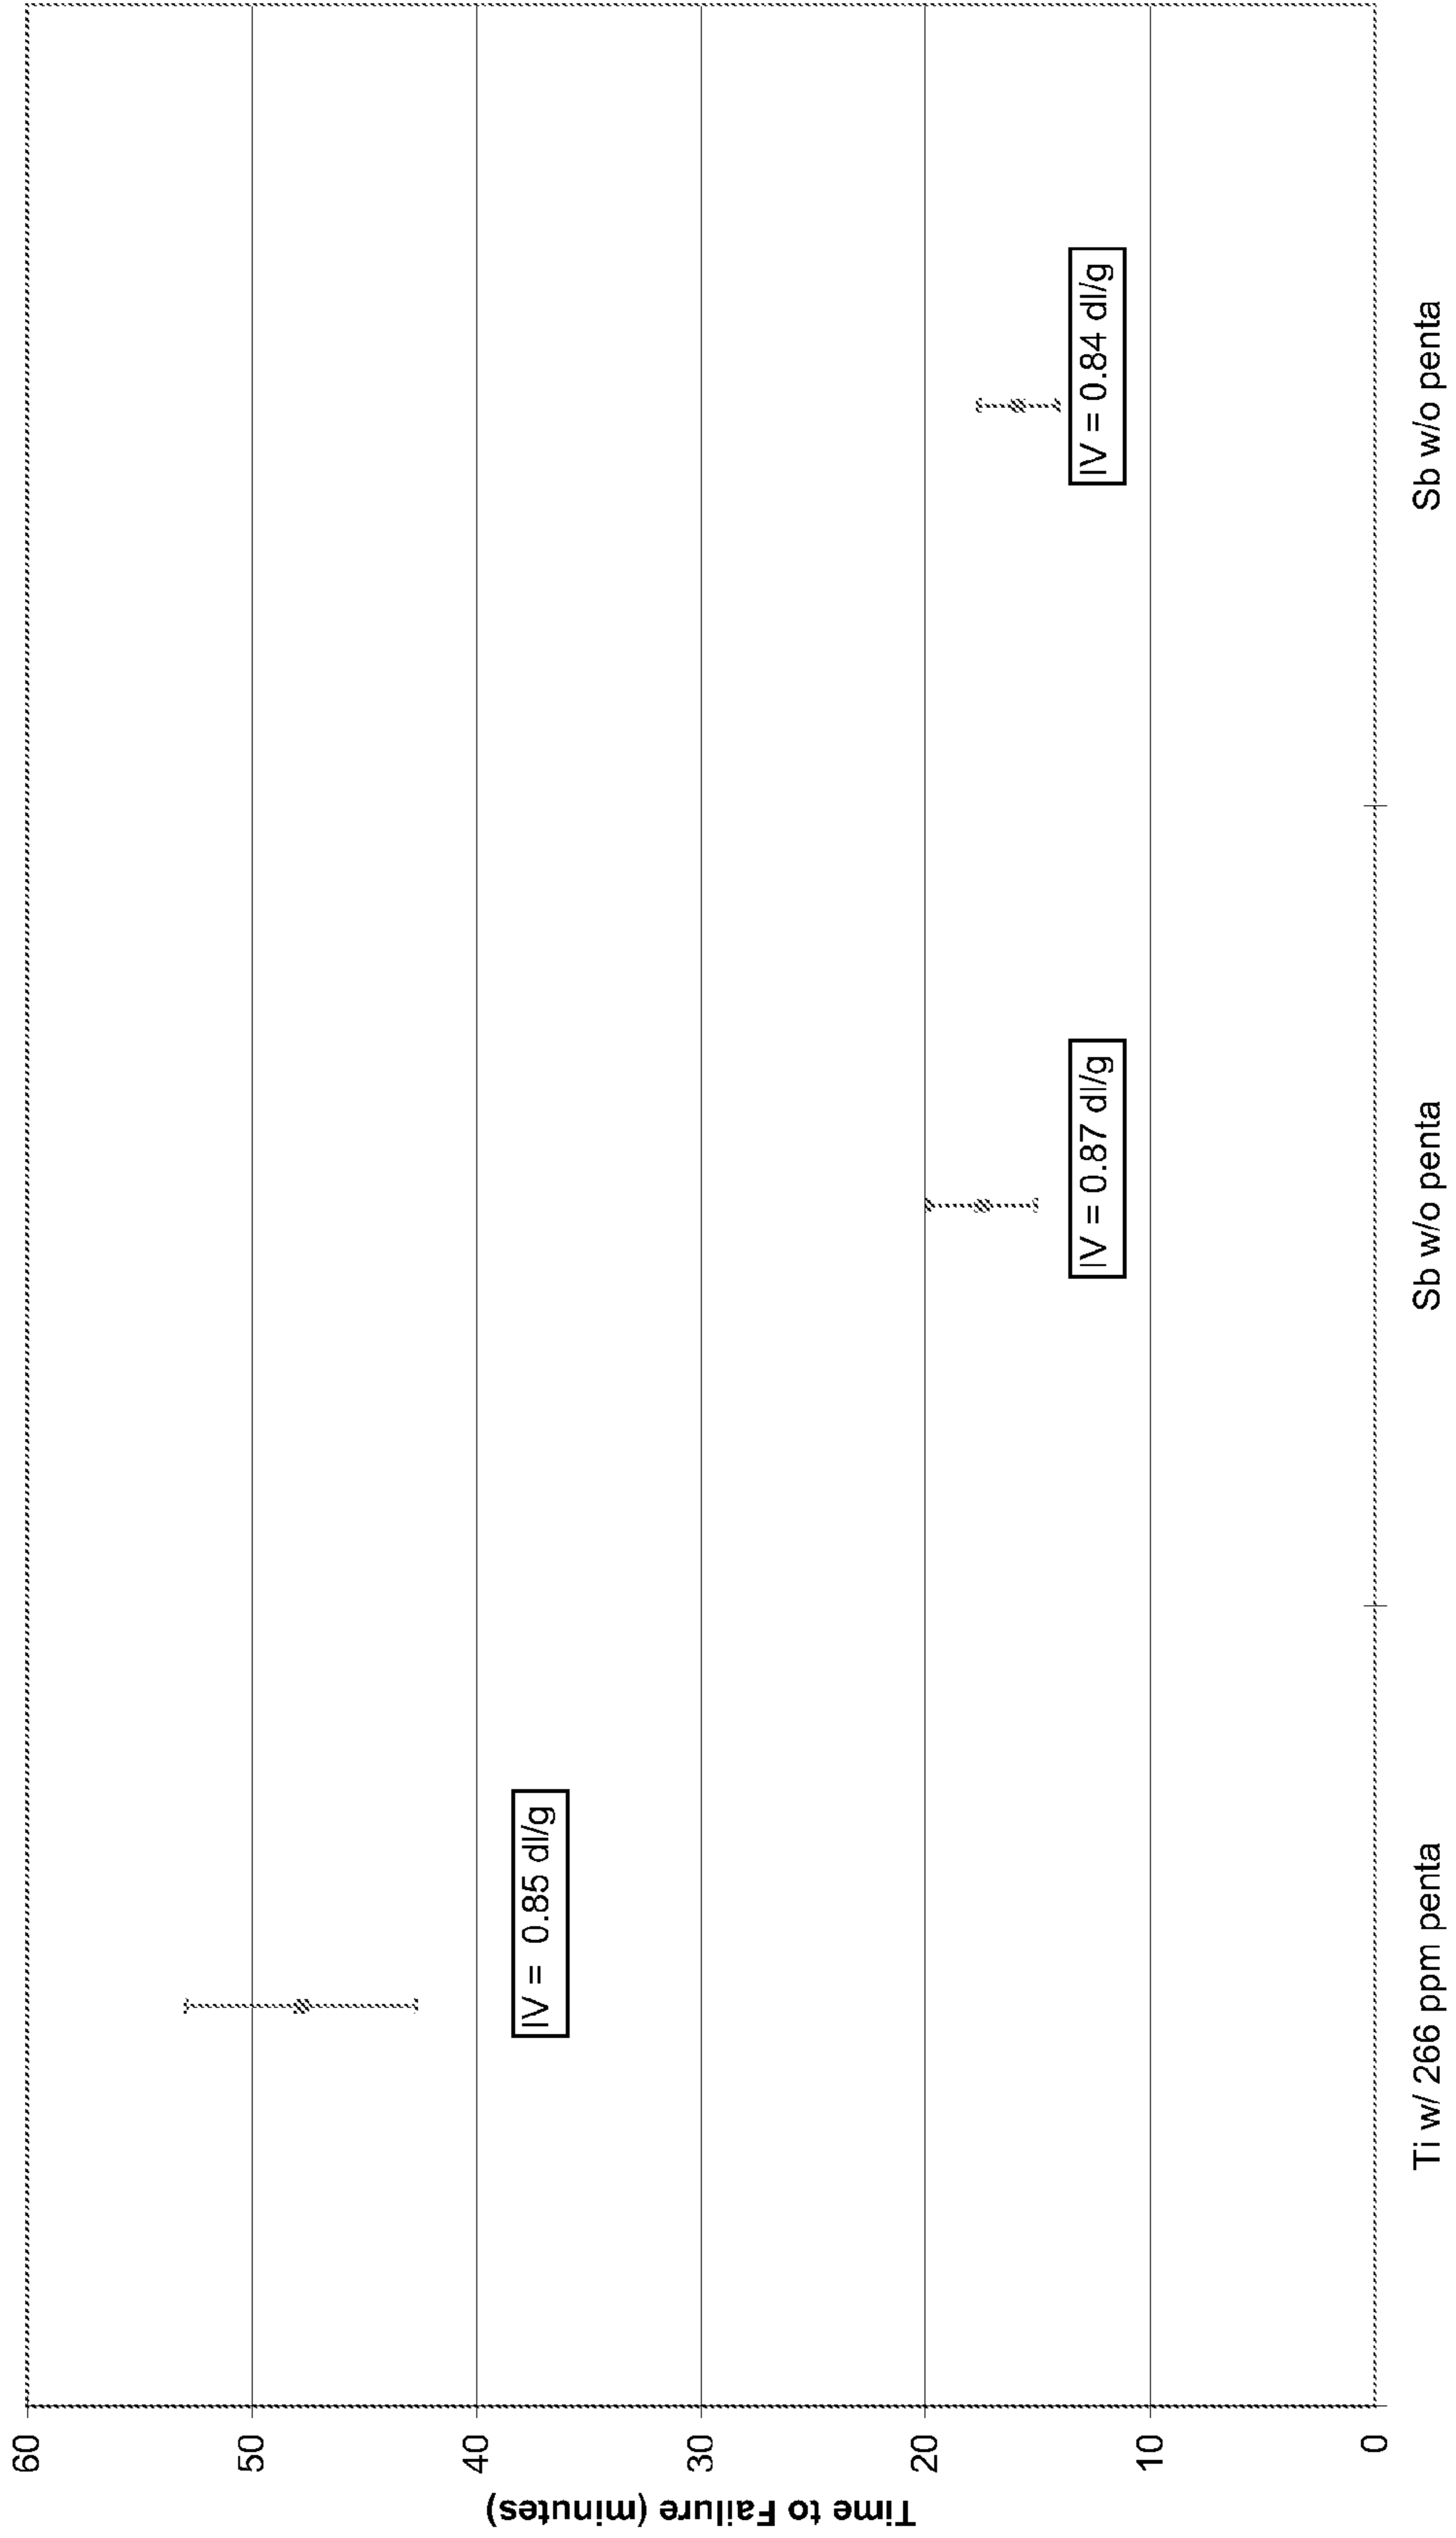 Time to Failure (minutes)
60
50
40
30
20
10
0
IV =  0.85 dl/g
IV = 0.87 dl/g
IV = 0.84 dl/g
Ti w/ 266 ppm penta
Sb w/o penta
Sb w/o penta